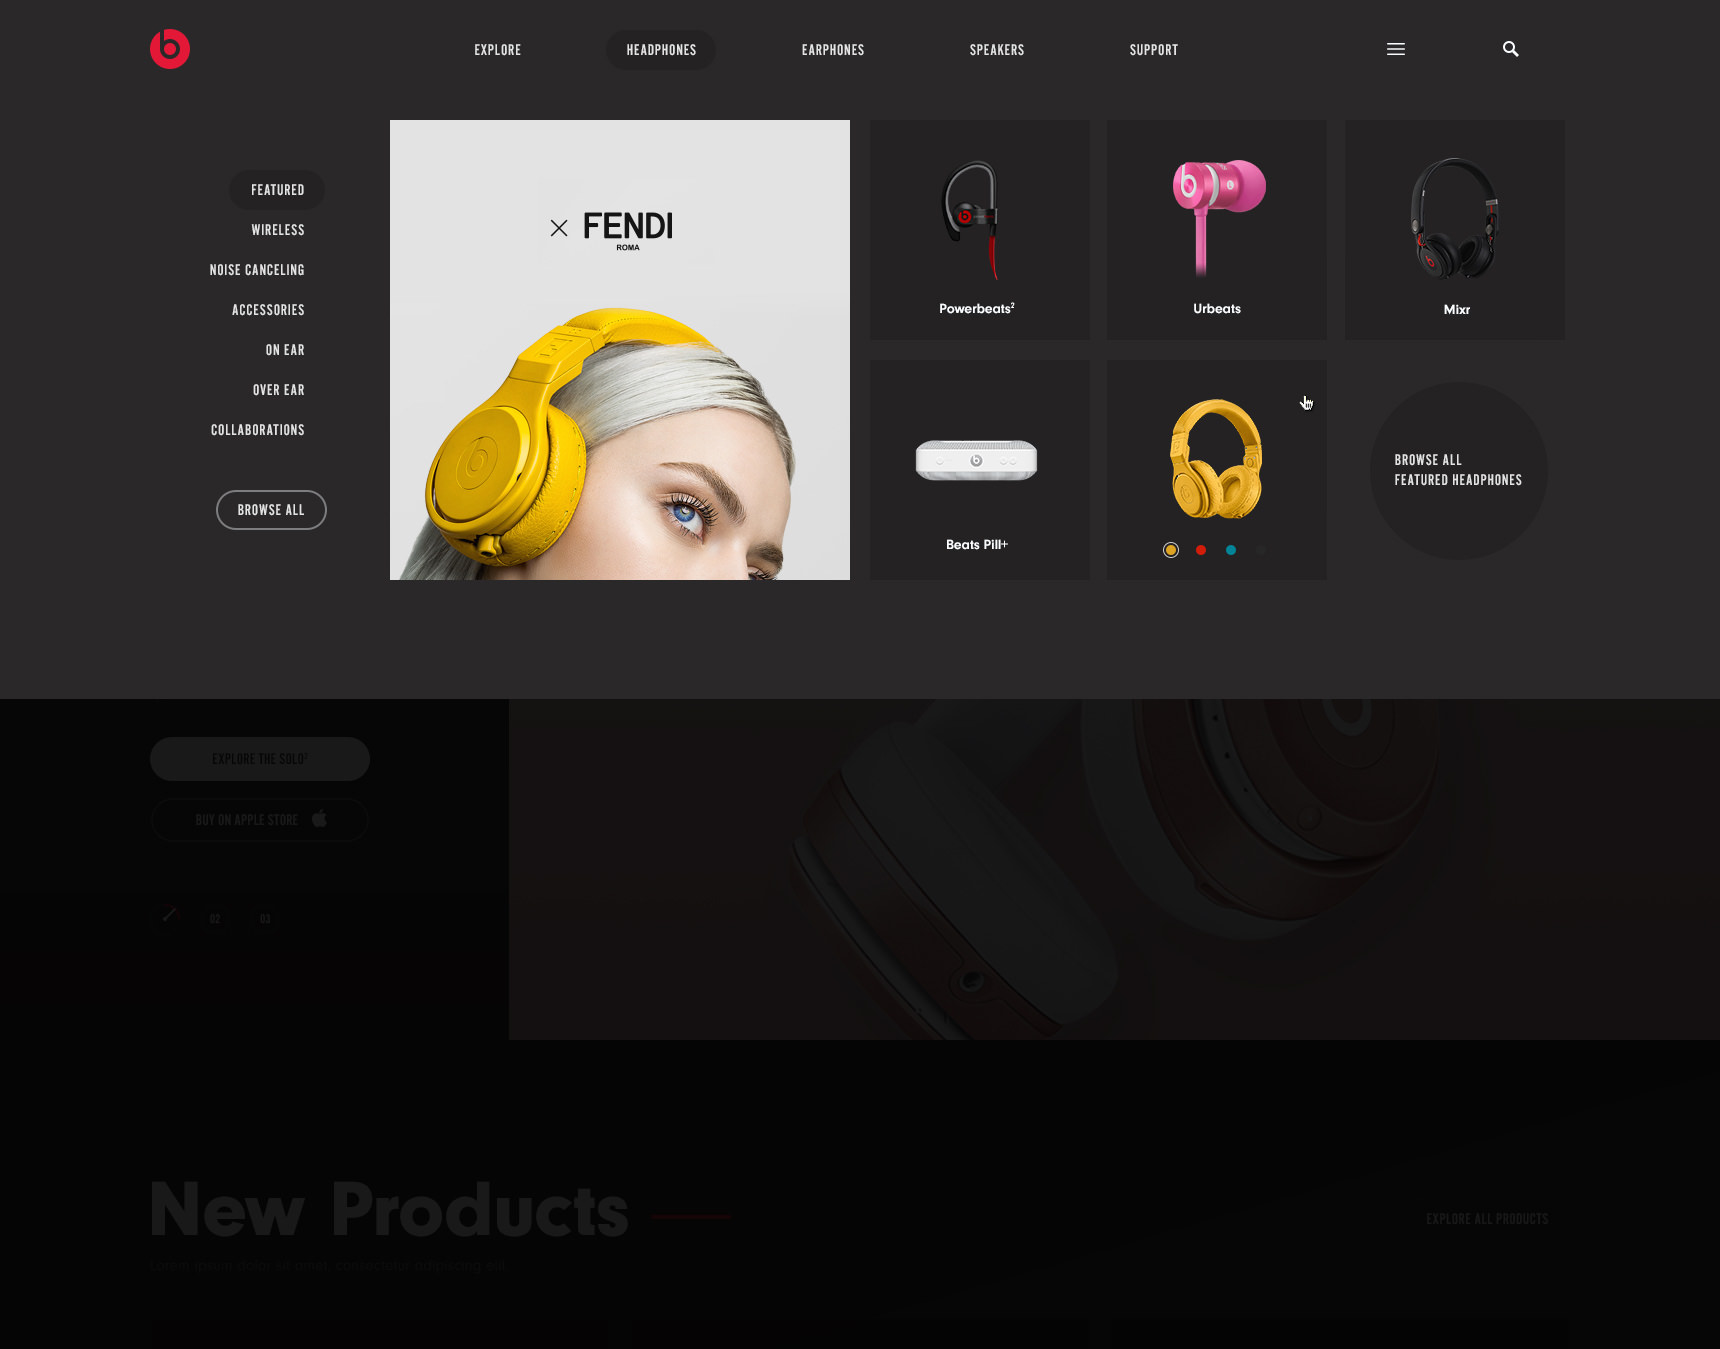 EXPLORE
HEADPHONES
EARPHONES
SPEAKERS
SUPPORT
FEATURED
WIRELESS
NOISE CANCELING
ACCESSORIES
ON EAR
OVER EAR
COLLABORATIONS
BROWSE ALL
× FENDI
ROMA
Powerbeats²
Urbeats
Mixr
Beats Pill+
BROWSE ALL
FEATURED HEADPHONES
EXPLORE THE SOLO²
BUY ON APPLE STORE
02
03
New Products
EXPLORE ALL PRODUCTS
Lorem ipsum dolor sit amet, consectetur adipiscing elit